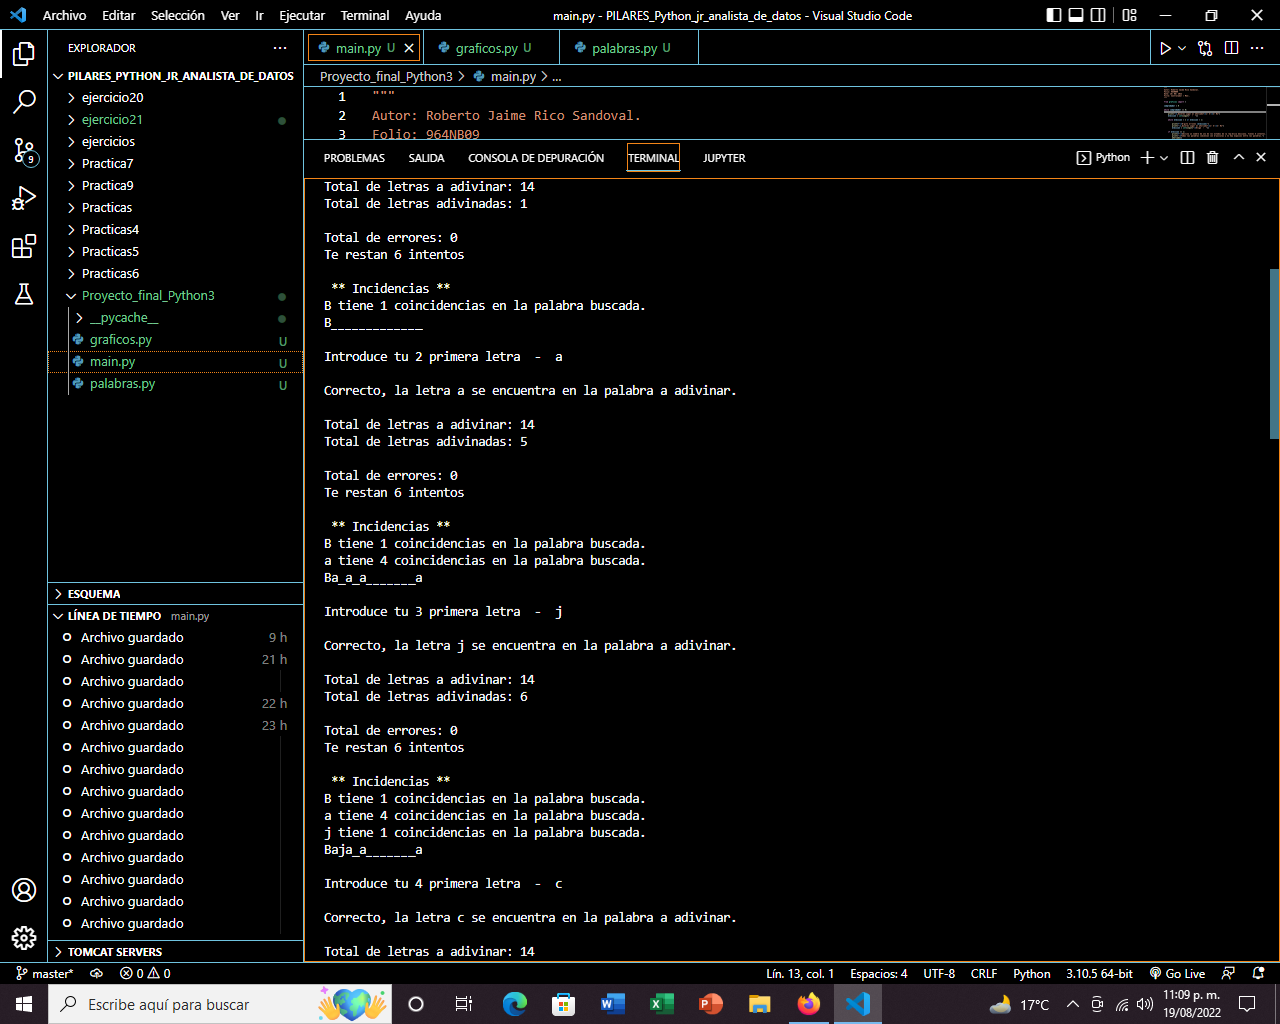 Archivo Editar Selección Ver Ir Ejecutar Terminal Ayuda main.py - PILARES_Python_jr_analista_de_datos - Visual Studio Code
EXPLORADOR ···
PILARES_PYTHON_JR_ANALISTA_DE_DATOS
ejercicio20
ejercicio21
ejercicios
Practica7
Practica9
Practicas
Practicas4
Practicas5
Practicas6
Proyecto_final_Python3
__pycache__
graficos.py U
main.py U
palabras.py U
ESQUEMA
LÍNEA DE TIEMPO main.py
Archivo guardado 9 h
Archivo guardado 21 h
Archivo guardado
Archivo guardado 22 h
Archivo guardado 23 h
Archivo guardado
Archivo guardado
Archivo guardado
Archivo guardado
Archivo guardado
Archivo guardado
Archivo guardado
Archivo guardado
Archivo guardado
TOMCAT SERVERS
9
main.py U graficos.py U palabras.py U
Proyecto_final_Python3 > main.py > ...
1 """
2 Autor: Roberto Jaime Rico Sandoval.
3 Folio: 964NB09
PROBLEMAS SALIDA CONSOLA DE DEPURACIÓN TERMINAL JUPYTER Python
Total de letras a adivinar: 14
Total de letras adivinadas: 1
Total de errores: 0
Te restan 6 intentos
** Incidencias **
B tiene 1 coincidencias en la palabra buscada.
B_____________
Introduce tu 2 primera letra - a
Correcto, la letra a se encuentra en la palabra a adivinar.
Total de letras a adivinar: 14
Total de letras adivinadas: 5
Total de errores: 0
Te restan 6 intentos
** Incidencias **
B tiene 1 coincidencias en la palabra buscada.
a tiene 4 coincidencias en la palabra buscada.
Ba_a_a_______a
Introduce tu 3 primera letra - j
Correcto, la letra j se encuentra en la palabra a adivinar.
Total de letras a adivinar: 14
Total de letras adivinadas: 6
Total de errores: 0
Te restan 6 intentos
** Incidencias **
B tiene 1 coincidencias en la palabra buscada.
a tiene 4 coincidencias en la palabra buscada.
j tiene 1 coincidencias en la palabra buscada.
Baja_a_______a
Introduce tu 4 primera letra - c
Correcto, la letra c se encuentra en la palabra a adivinar.
Total de letras a adivinar: 14
master* 0 0 Lín. 13, col. 1 Espacios: 4 UTF-8 CRLF Python 3.10.5 64-bit Go Live
Escribe aquí para buscar 17°C 11:09 p. m.
19/08/2022